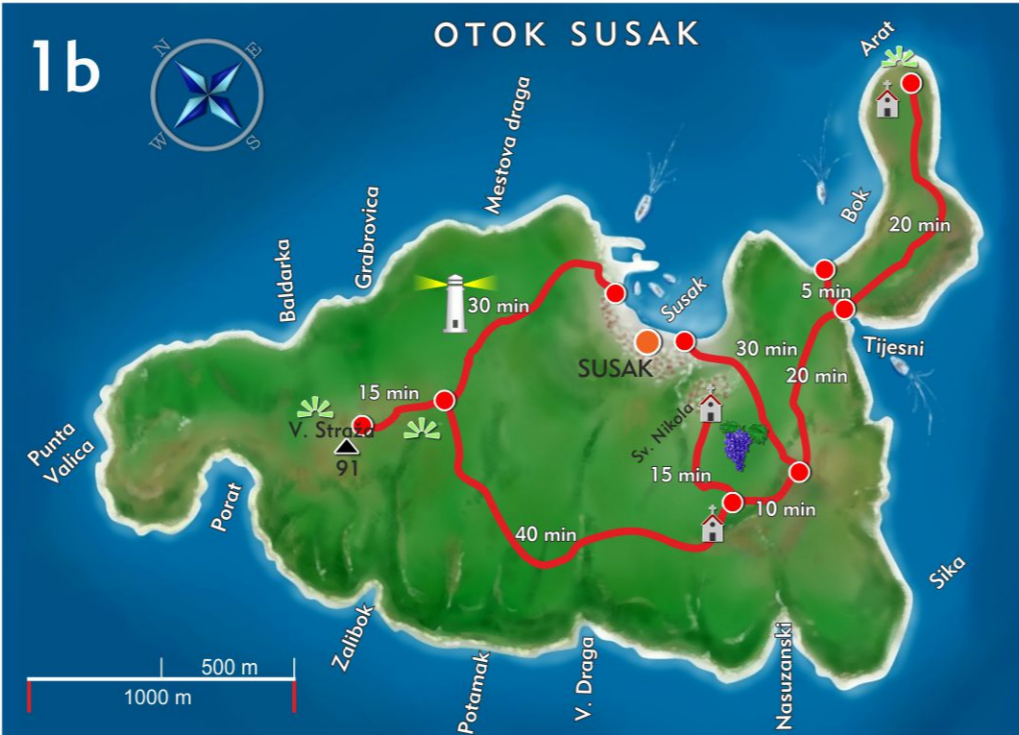 OTOK SUSAK
1b
N
E
W
S
Arat
Mestova draga
Bok
Grabrovica
20 min
Baldarka
5 min
Susak
30 min
30 min
Tijesni
SUSAK
20 min
15 min
V. Straža
91
Sv. Nikola
Punta
Valica
15 min
Porat
10 min
40 min
Sika
Zalibok
Potamak
V. Draga
Nasuzanski
500 m
1000 m